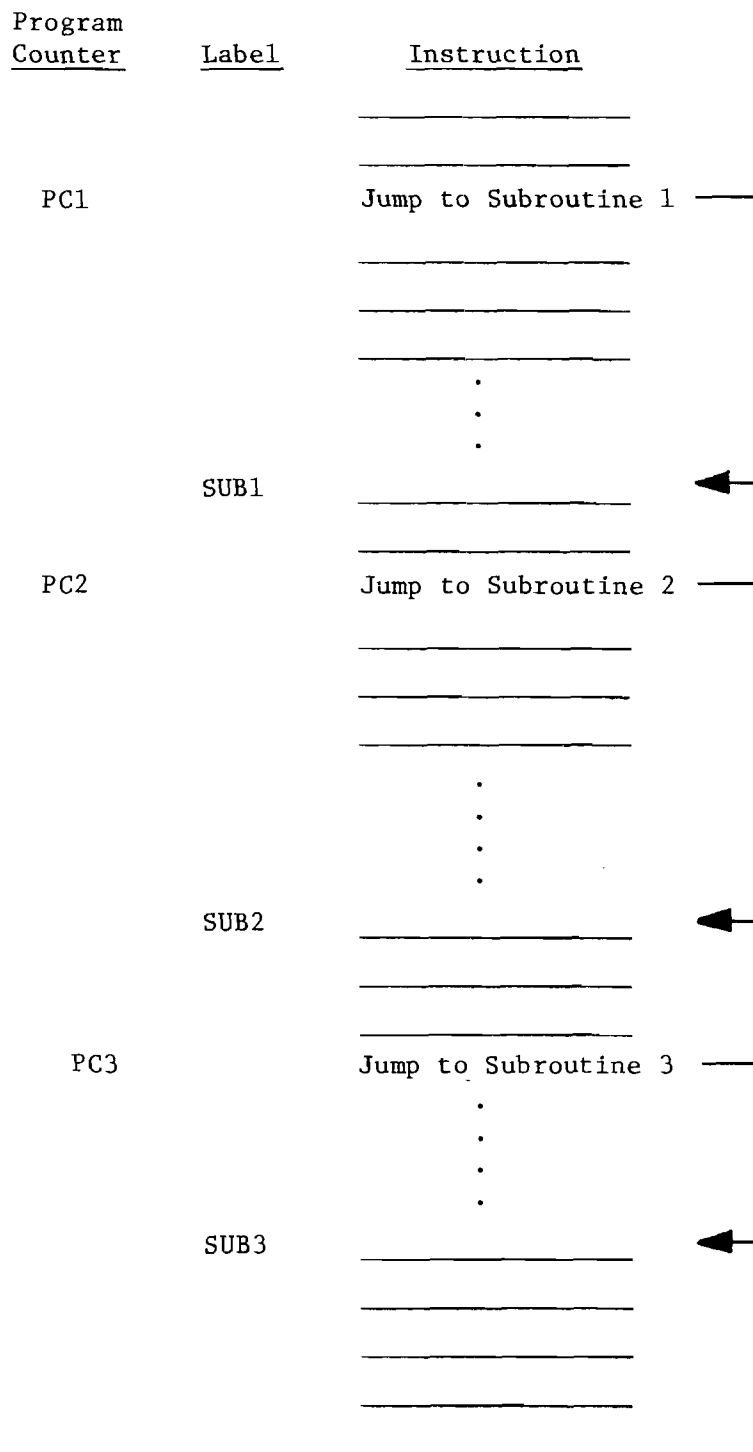 Program
Counter Label Instruction
PC1 Jump to Subroutine 1
SUB1
PC2 Jump to Subroutine 2
SUB2
PC3 Jump to Subroutine 3
SUB3